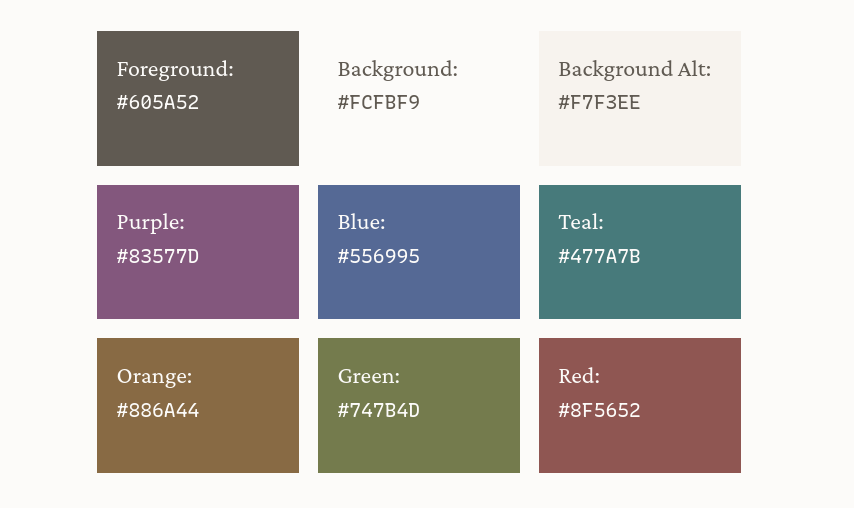 Foreground:
#605A52
Background:
#FCFBF9
Background Alt:
#F7F3EE
Purple:
#83577D
Blue:
#556995
Teal:
#477A7B
Orange:
#886A44
Green:
#747B4D
Red:
#8F5652